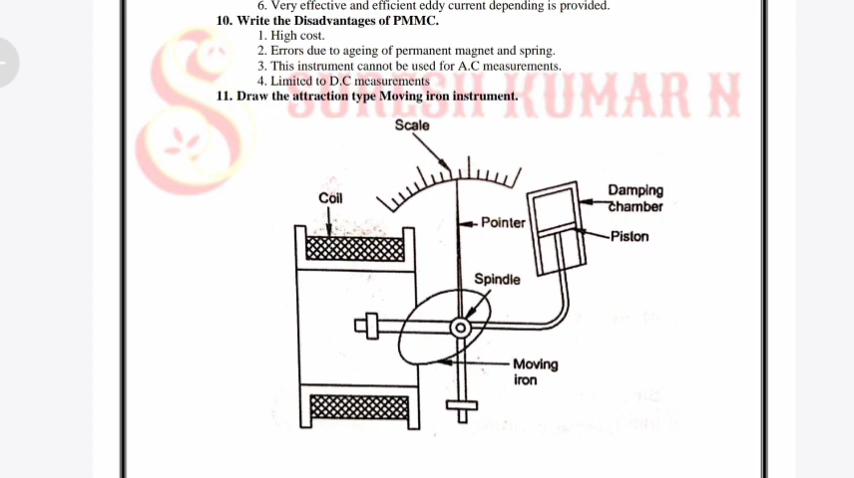 6. Very effective and efficient eddy current depending is provided.
10. Write the Disadvantages of PMMC.
1. High cost.
2. Errors due to ageing of permanent magnet and spring.
3. This instrument cannot be used for A.C measurements.
4. Limited to D.C measurements
SURESH KUMAR N
11. Draw the attraction type Moving iron instrument.
Scale
Coil
Damping
chamber
Pointer
Piston
Spindle
Moving
iron